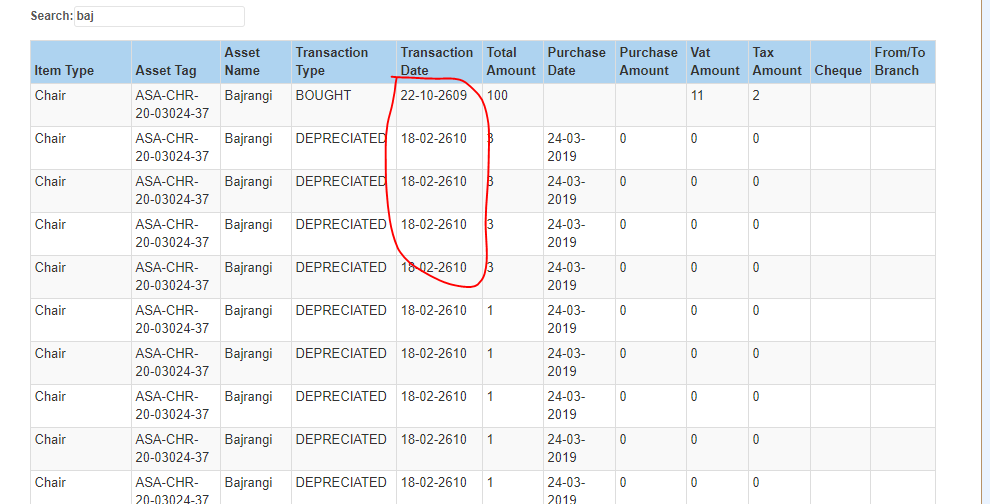 Search: baj
Item Type Asset Tag Asset Name Transaction Type Transaction Date Total Amount Purchase Date Purchase Amount Vat Amount Tax Amount Cheque From/To Branch
Chair ASA-CHR-20-03024-37 Bajrangi BOUGHT 22-10-2609 100 11 2
Chair ASA-CHR-20-03024-37 Bajrangi DEPRECIATED 18-02-2610 3 24-03-2019 0 0 0
Chair ASA-CHR-20-03024-37 Bajrangi DEPRECIATED 18-02-2610 3 24-03-2019 0 0 0
Chair ASA-CHR-20-03024-37 Bajrangi DEPRECIATED 18-02-2610 3 24-03-2019 0 0 0
Chair ASA-CHR-20-03024-37 Bajrangi DEPRECIATED 18-02-2610 3 24-03-2019 0 0 0
Chair ASA-CHR-20-03024-37 Bajrangi DEPRECIATED 18-02-2610 1 24-03-2019 0 0 0
Chair ASA-CHR-20-03024-37 Bajrangi DEPRECIATED 18-02-2610 1 24-03-2019 0 0 0
Chair ASA-CHR-20-03024-37 Bajrangi DEPRECIATED 18-02-2610 1 24-03-2019 0 0 0
Chair ASA-CHR-20-03024-37 Bajrangi DEPRECIATED 18-02-2610 1 24-03-2019 0 0 0
Chair ASA-CHR-20-03024-37 Bajrangi DEPRECIATED 18-02-2610 1 24-03-2019 0 0 0